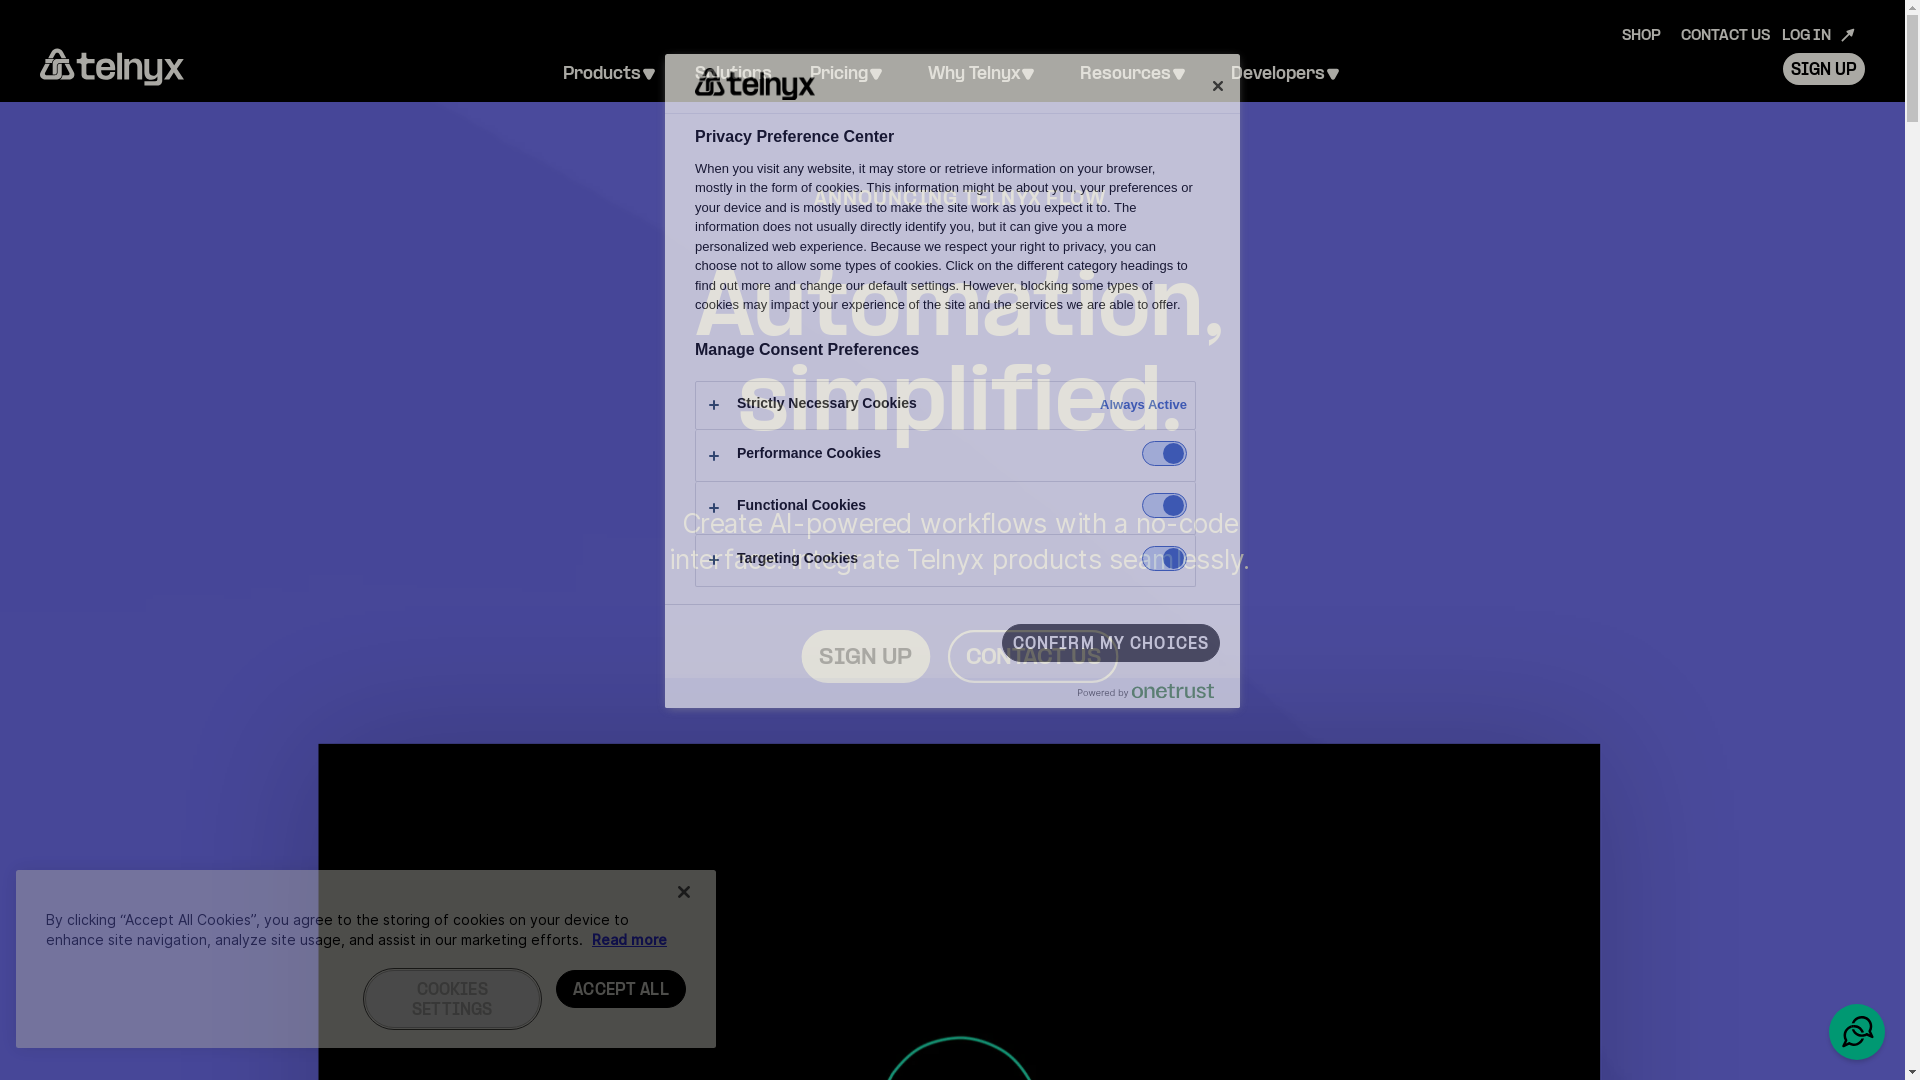 SHOP CONTACT US LOG IN
telnyx
Products Solutions Pricing Why Telnyx Resources Developers
SIGN UP
telnyx
Privacy Preference Center
When you visit any website, it may store or retrieve information on your browser,
mostly in the form of cookies. This information might be about you, your preferences or
your device and is mostly used to make the site work as you expect it to. The
information does not usually directly identify you, but it can give you a more
personalized web experience. Because we respect your right to privacy, you can
choose not to allow some types of cookies. Click on the different category headings to
find out more and change our default settings. However, blocking some types of
cookies may impact your experience of the site and the services we are able to offer.
Manage Consent Preferences
Strictly Necessary Cookies Always Active
Performance Cookies
Functional Cookies
Targeting Cookies
CONFIRM MY CHOICES
Powered by onetrust
ANNOUNCING TELNYX FLOW
Automation,
simplified.
Create AI-powered workflows with a no-code
interface. Integrate Telnyx products seamlessly.
SIGN UP CONTACT US
By clicking “Accept All Cookies”, you agree to the storing of cookies on your device to
enhance site navigation, analyze site usage, and assist in our marketing efforts. Read more
COOKIES
SETTINGS
ACCEPT ALL